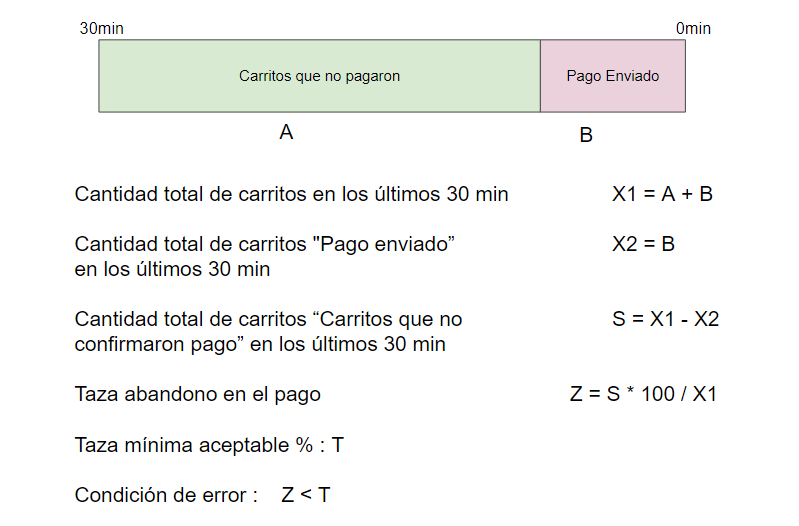 30min 0min
Carritos que no pagaron Pago Enviado
A B
Cantidad total de carritos en los últimos 30 min X1 = A + B
Cantidad total de carritos "Pago enviado” X2 = B
en los últimos 30 min
Cantidad total de carritos “Carritos que no S = X1 - X2
confirmaron pago” en los últimos 30 min
Taza abandono en el pago Z = S * 100 / X1
Taza mínima aceptable % : T
Condición de error : Z < T